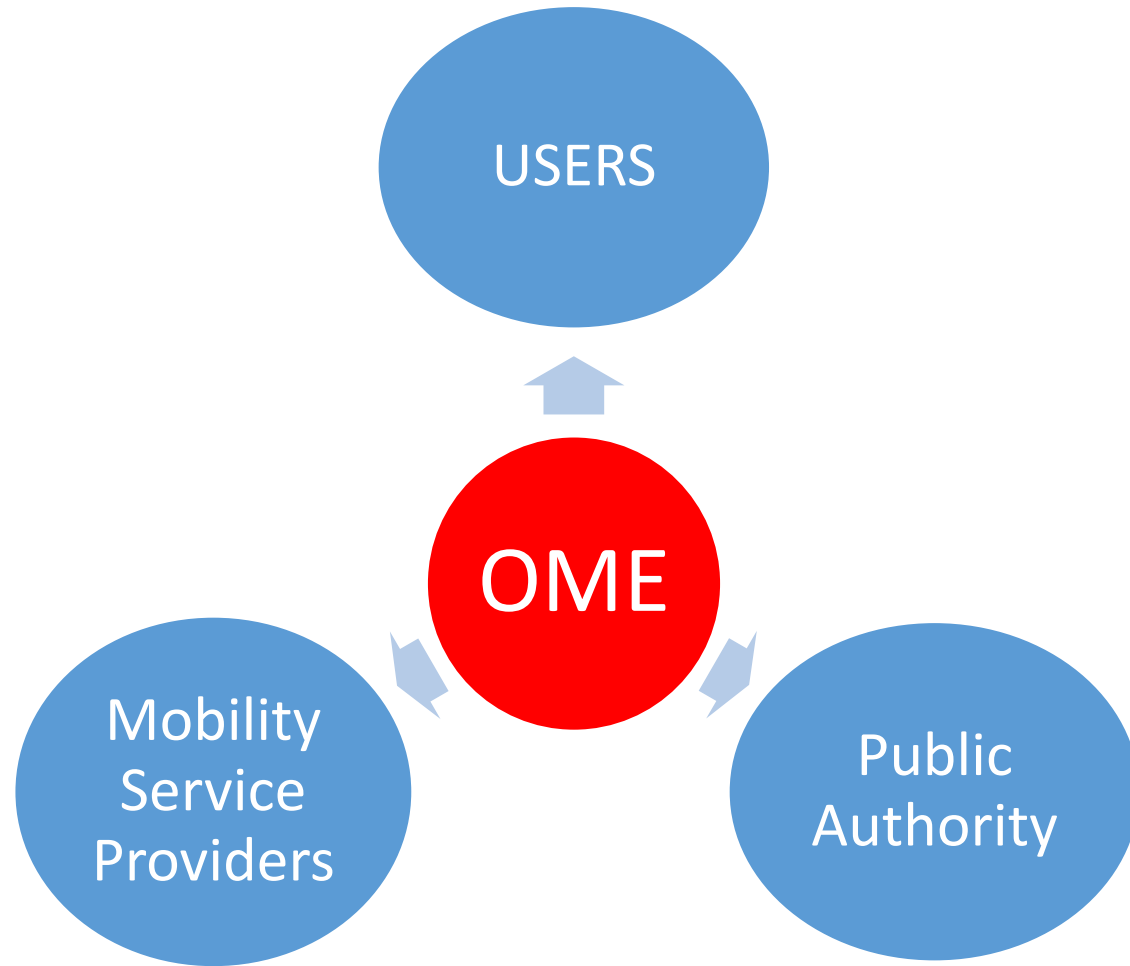 USERS
OME
Mobility
Service
Providers
Public
Authority